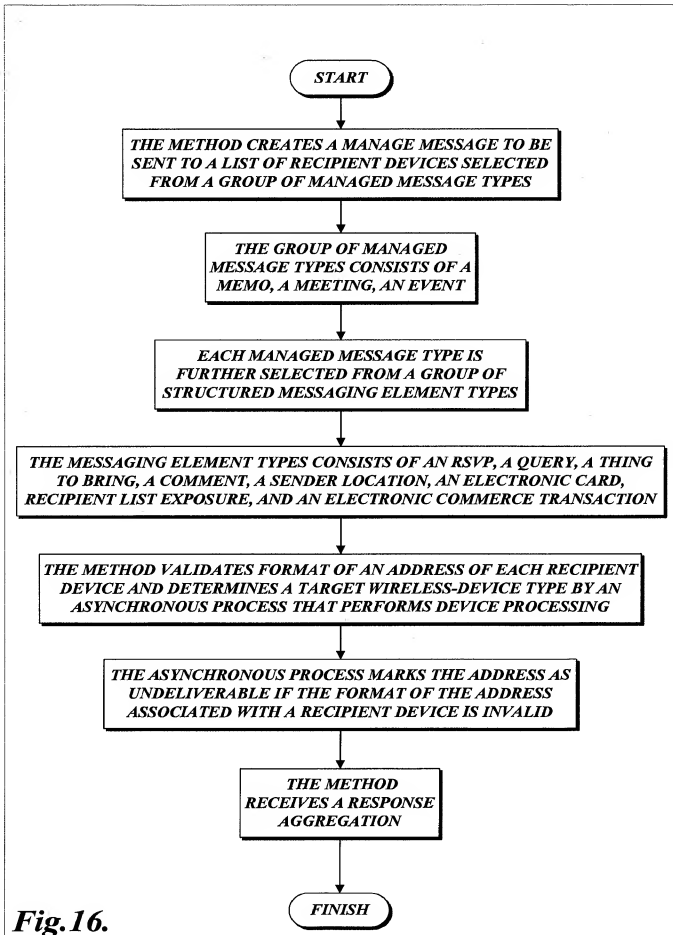 START
THE METHOD CREATES A MANAGE MESSAGE TO BE
SENT TO A LIST OF RECIPIENT DEVICES SELECTED
FROM A GROUP OF MANAGED MESSAGE TYPES
THE GROUP OF MANAGED
MESSAGE TYPES CONSISTS OF A
MEMO, A MEETING, AN EVENT
EACH MANAGED MESSAGE TYPE IS
FURTHER SELECTED FROM A GROUP OF
STRUCTURED MESSAGING ELEMENT TYPES
THE MESSAGING ELEMENT TYPES CONSISTS OF AN RSVP, A QUERY, A THING
TO BRING, A COMMENT, A SENDER LOCATION, AN ELECTRONIC CARD,
RECIPIENT LIST EXPOSURE, AND AN ELECTRONIC COMMERCE TRANSACTION
THE METHOD VALIDATES FORMAT OF AN ADDRESS OF EACH RECIPIENT
DEVICE AND DETERMINES A TARGET WIRELESS-DEVICE TYPE BY AN
ASYNCHRONOUS PROCESS THAT PERFORMS DEVICE PROCESSING
THE ASYNCHRONOUS PROCESS MARKS THE ADDRESS AS
UNDELIVERABLE IF THE FORMAT OF THE ADDRESS
ASSOCIATED WITH A RECIPIENT DEVICE IS INVALID
THE METHOD
RECEIVES A RESPONSE
AGGREGATION
FINISH
Fig.16.